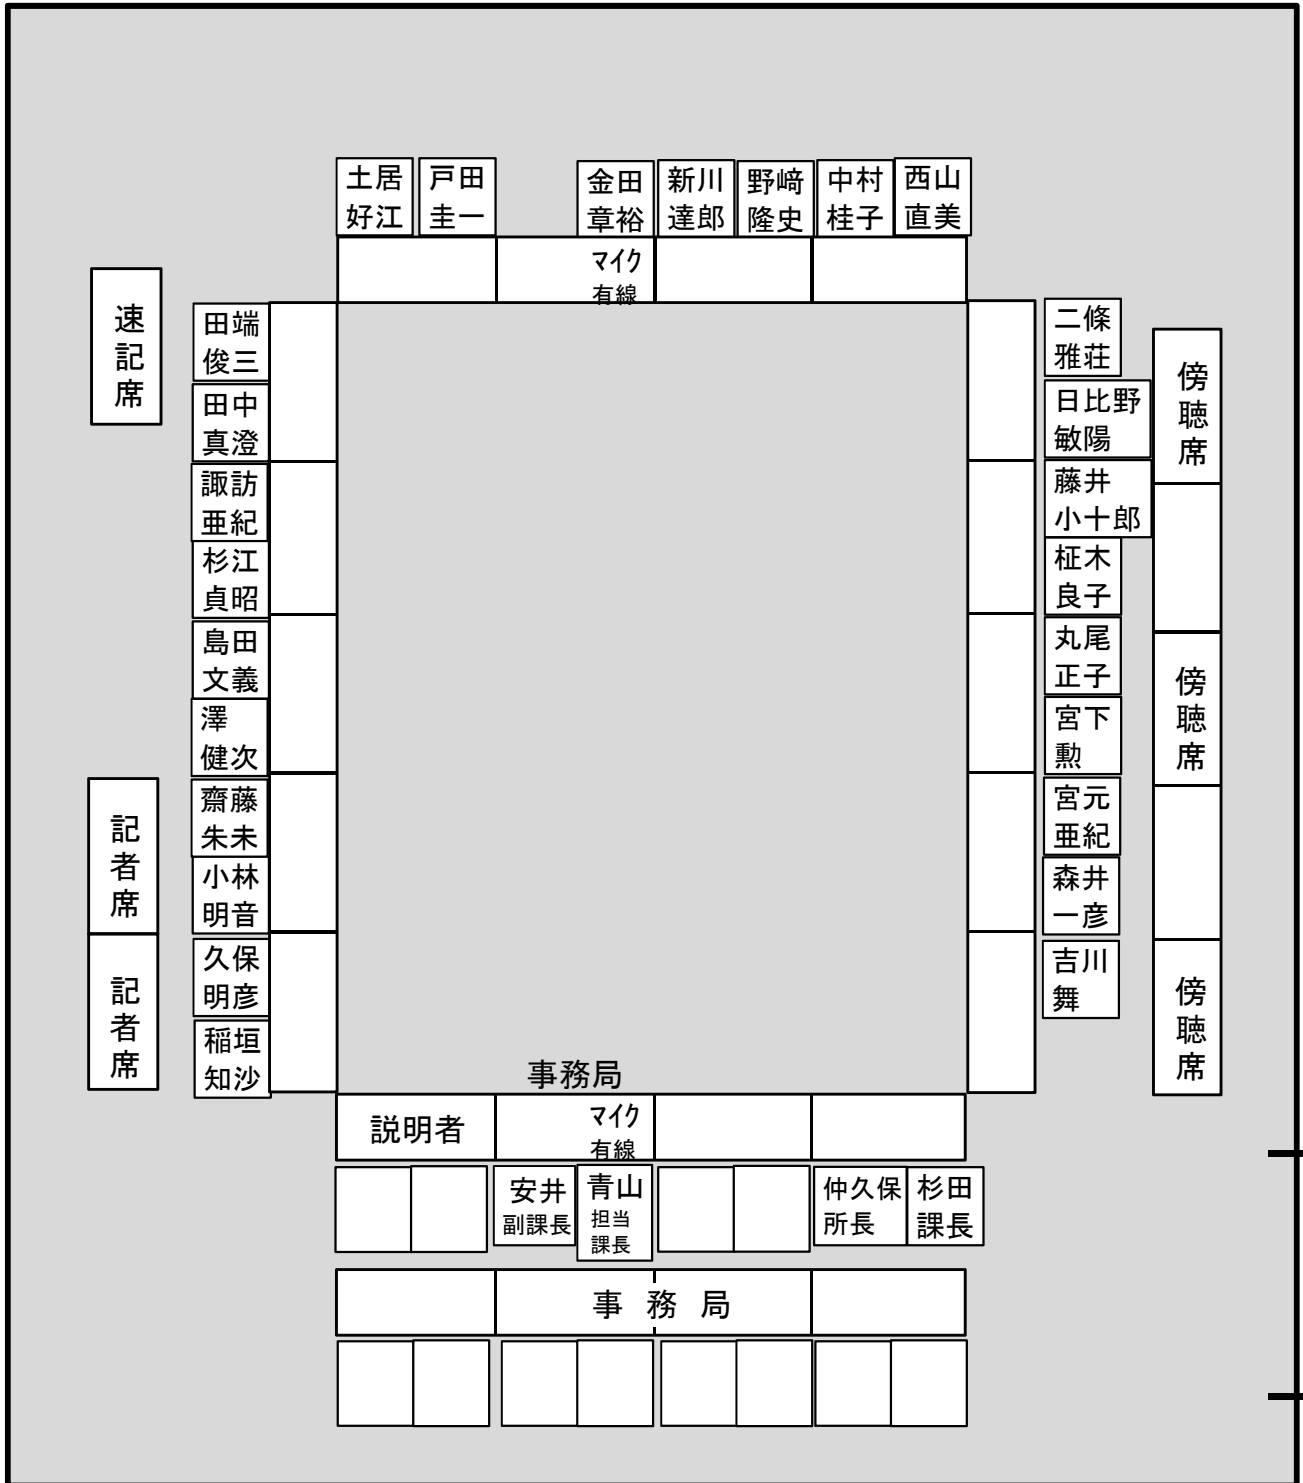 土居
好江
戸田
圭一
金田
章裕
新川
達郎
野﨑
隆史
中村
桂子
西山
直美
マイク
有線
速記席
田端
俊三
田中
真澄
諏訪
亜紀
杉江
貞昭
島田
文義
澤
健次
齋藤
朱未
小林
明音
久保
明彦
稲垣
知沙
記者席
記者席
二條
雅荘
日比野
敏陽
藤井
小十郎
柾木
良子
丸尾
正子
宮下
勲
宮元
亜紀
森井
一彦
吉川
舞
傍聴席
傍聴席
傍聴席
事務局
説明者
マイク
有線
安井
副課長
青山
担当
課長
仲久保
所長
杉田
課長
事 務 局